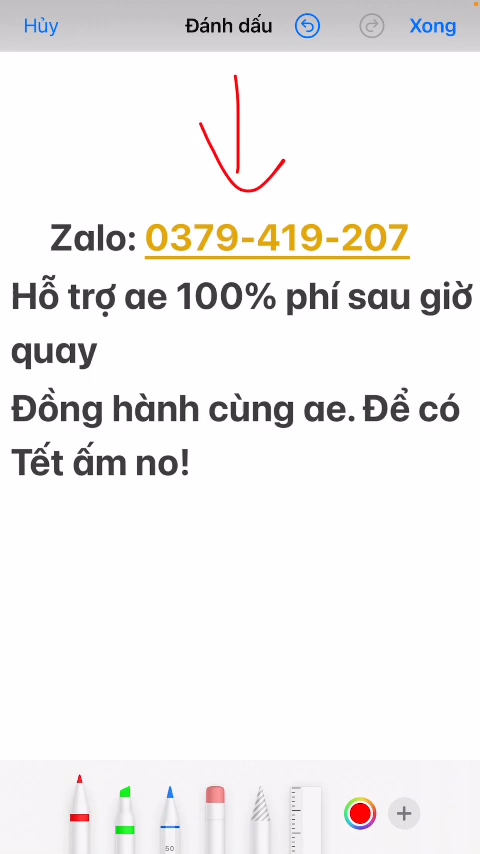 Hủy Đánh dấu Xong
Zalo: 0379-419-207
Hỗ trợ ae 100% phí sau giờ
quay
Đồng hành cùng ae. Để có
Tết ấm no!
50